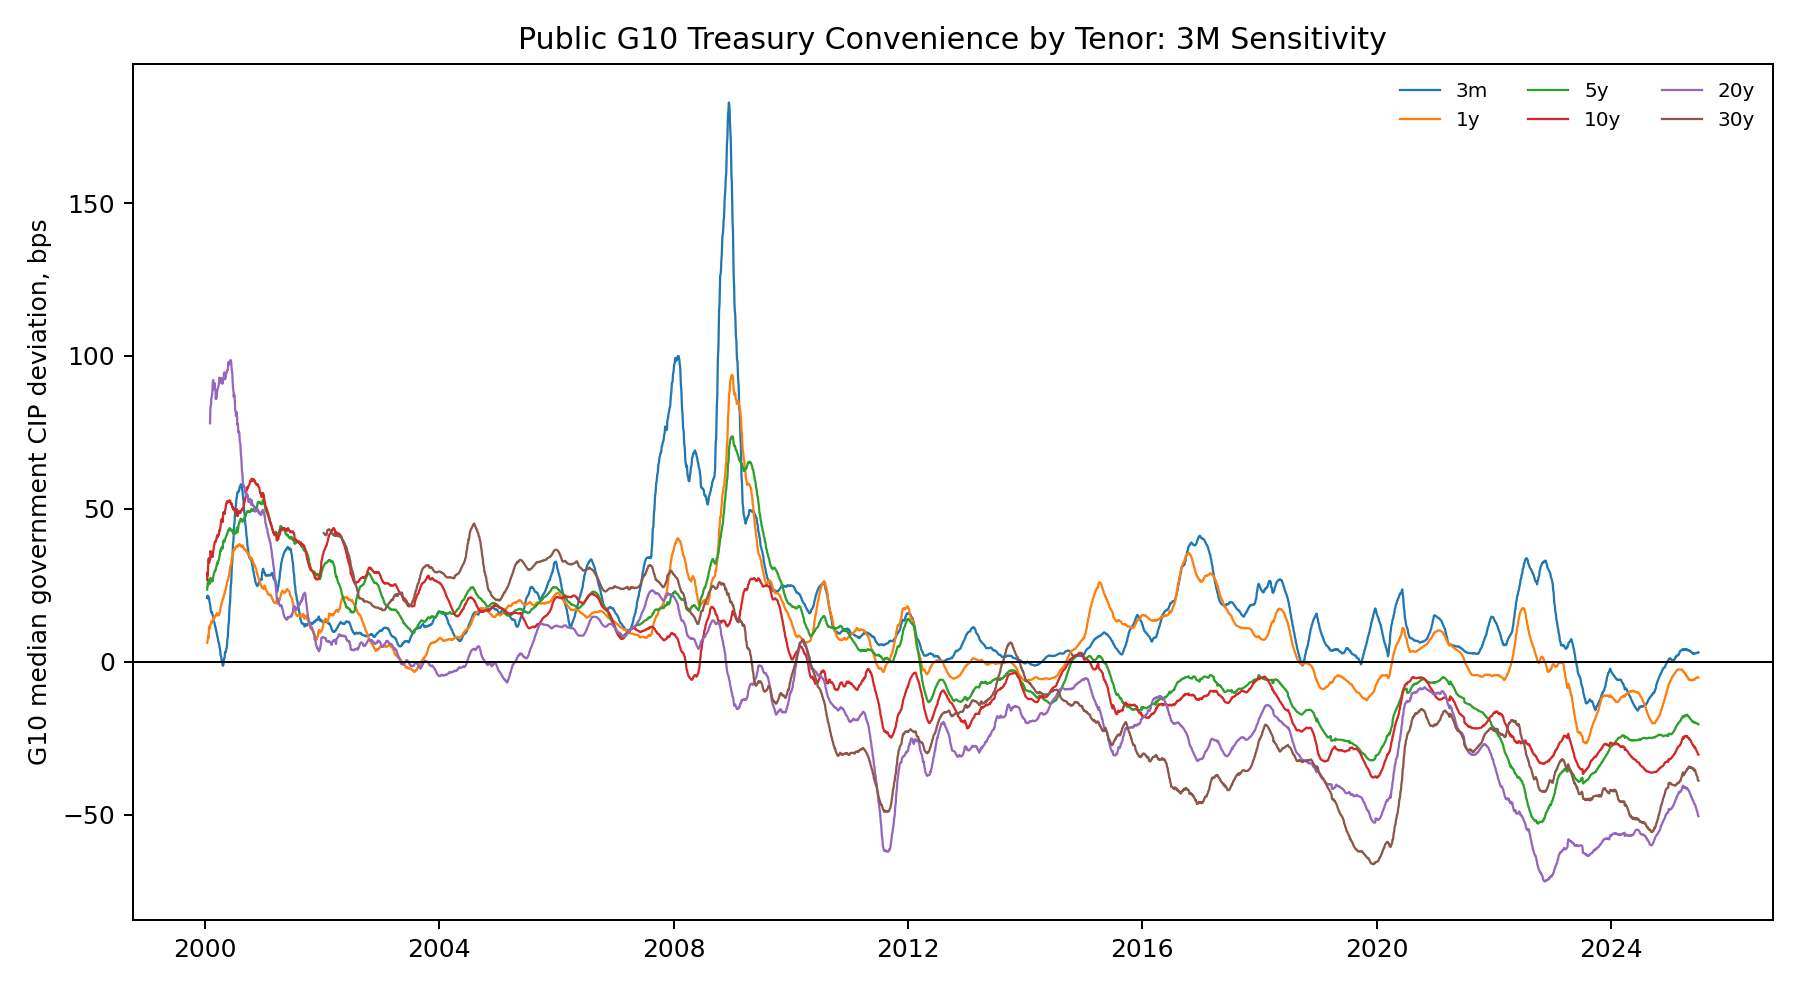 Public G10 Treasury Convenience by Tenor: 3M Sensitivity
3m 5y 20y
1y 10y 30y
G10 median government CIP deviation, bps
150
100
50
0
−50
2000 2004 2008 2012 2016 2020 2024